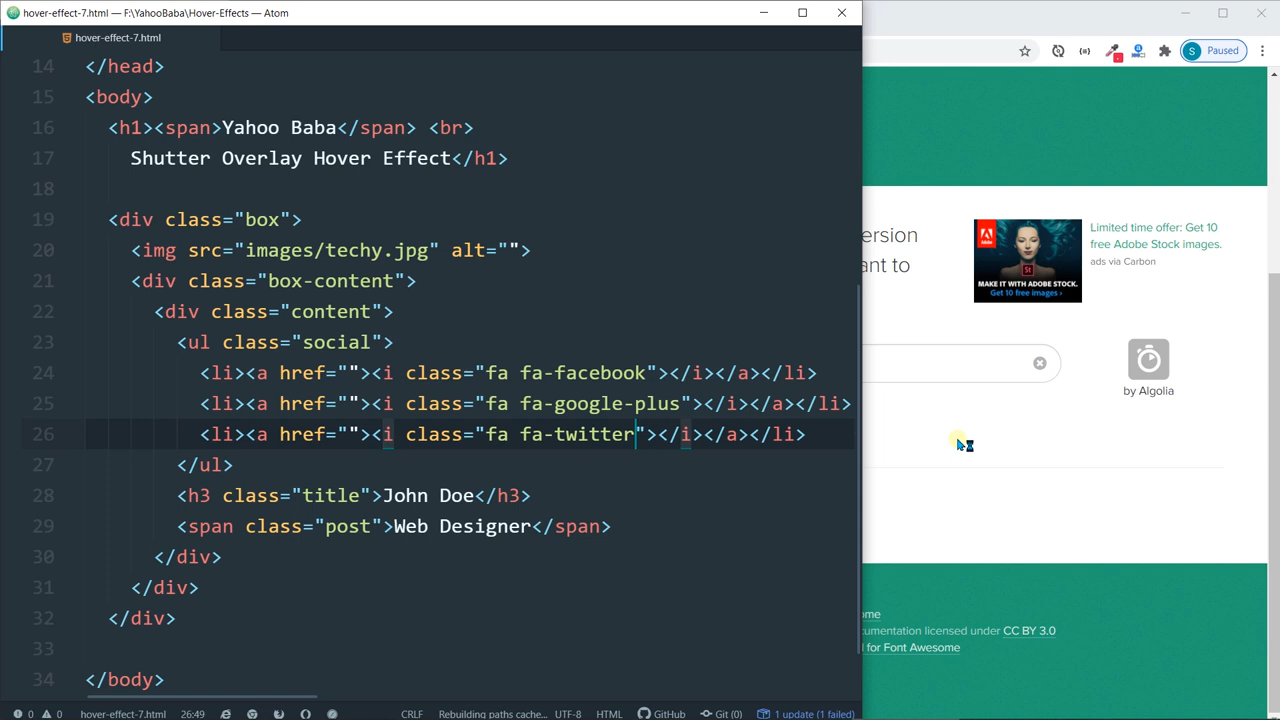 hover-effect-7.html — F:\YahooBaba\Hover-Effects — Atom
hover-effect-7.html
14 </head>
15 <body>
16 <h1><span>Yahoo Baba</span> <br>
17 Shutter Overlay Hover Effect</h1>
18
19 <div class="box">
20 <img src="images/techy.jpg" alt="">
21 <div class="box-content">
22 <div class="content">
23 <ul class="social">
24 <li><a href=""><i class="fa fa-facebook"></i></a></li>
25 <li><a href=""><i class="fa fa-google-plus"></i></a></li>
26 <li><a href=""><i class="fa fa-twitter"></i></a></li>
27 </ul>
28 <h3 class="title">John Doe</h3>
29 <span class="post">Web Designer</span>
30 </div>
31 </div>
32 </div>
33
34 </body>
0 0 hover-effect-7.html 26:49 CRLF Rebuilding paths cache... UTF-8 HTML GitHub Git (0) 1 update (1 failed)
S Paused
ersion
ant to
MAKE IT WITH ADOBE STOCK.
Get 10 free images ›
St
Limited time offer: Get 10
free Adobe Stock images.
ads via Carbon
by Algolia
ome
cumentation licensed under CC BY 3.0
for Font Awesome